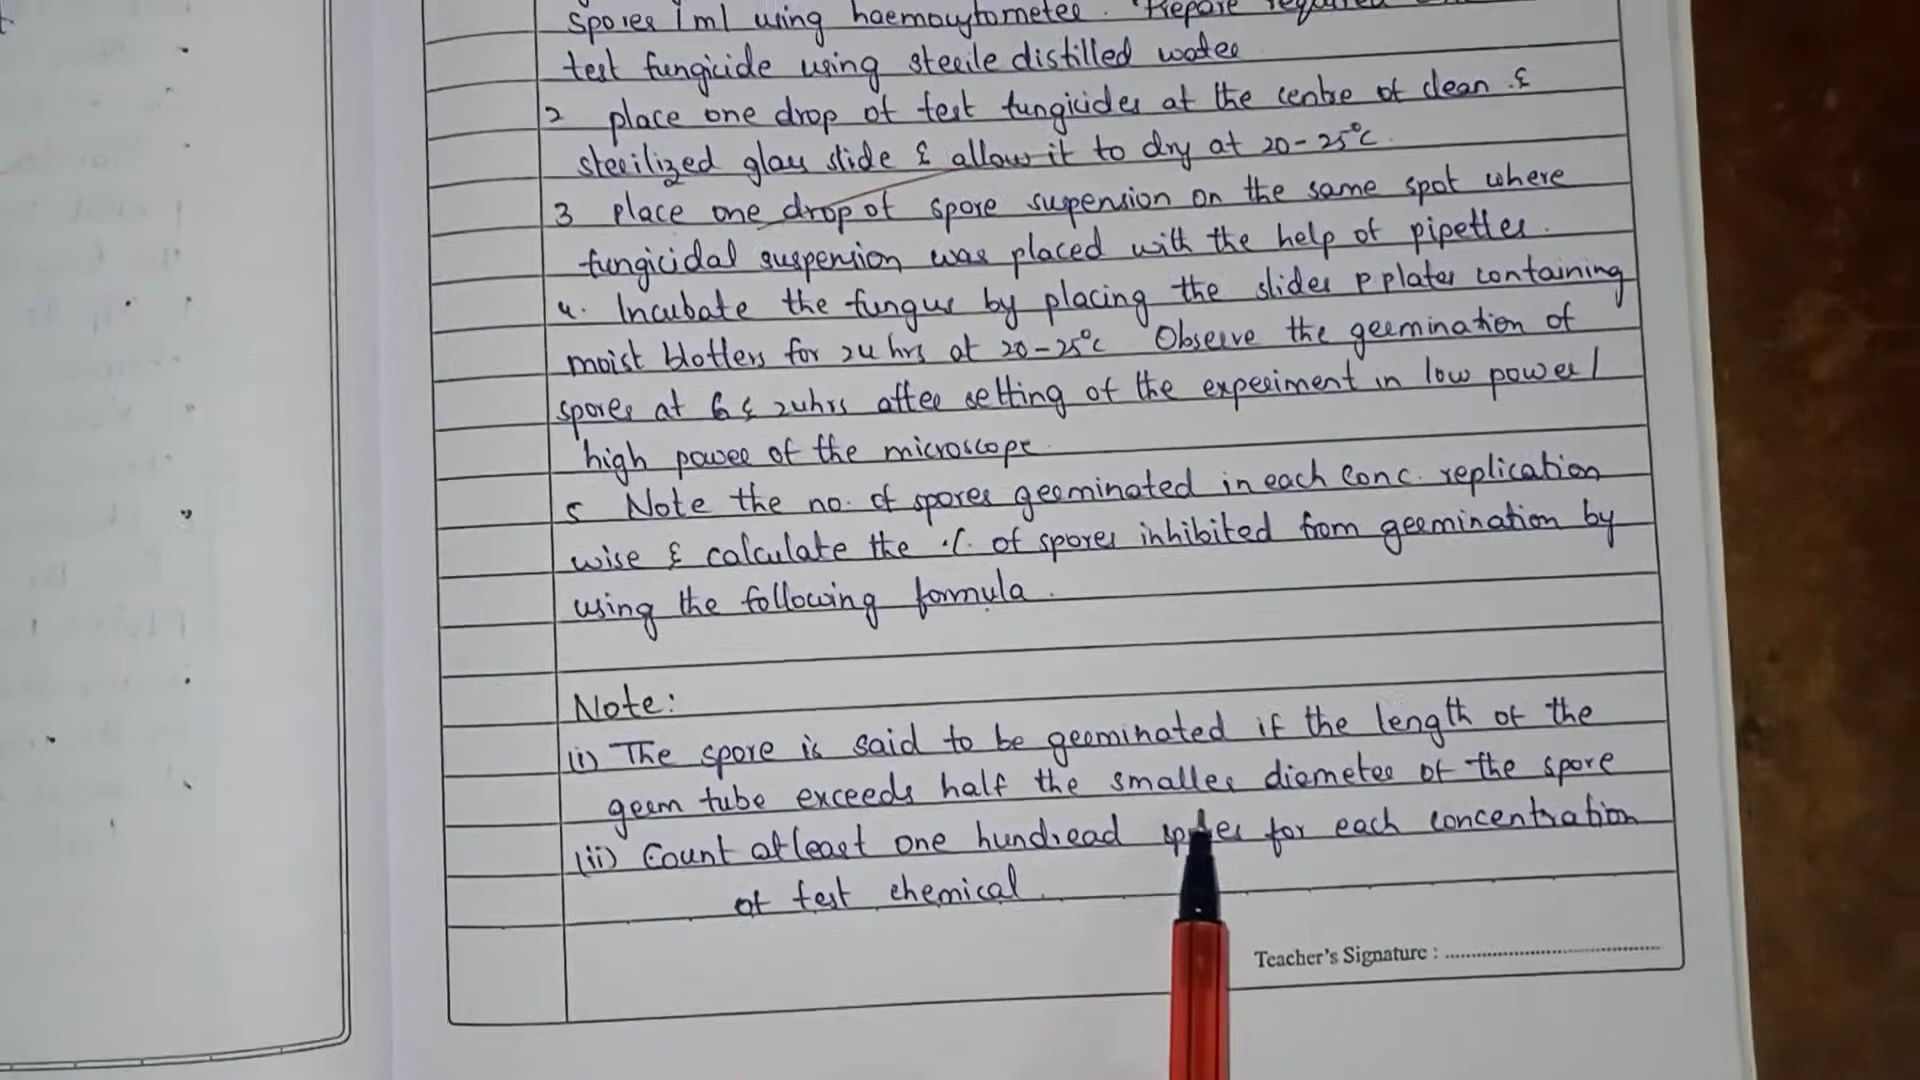 spores / ml using haemocytometer. Prepare required
test fungicide using sterile distilled water
2 place one drop of test fungicides at the centre of clean &
sterilized glass slide & allow it to dry at 20-25°C.
3 Place one drop of spore supension on the same spot where
fungicidal suspension was placed with the help of pipettes.
4. Incubate the fungus by placing the slides p.plates containing
moist blotters for 24 hrs at 20-25°C Observe the germination of
spores at 6 & 24hrs after setting of the experiment in low power /
high power of the microscope.
5 Note the no. of spores germinated in each conc. replication
wise & calculate the % of spores inhibited from germination by
using the following formula.
Note:
(i) The spore is said to be germinated if the length of the
germ tube exceeds half the smaller diameter of the spore
(ii) Count atleast one hundread spores for each concentration
of test chemical.
Teacher's Signature : ..............................